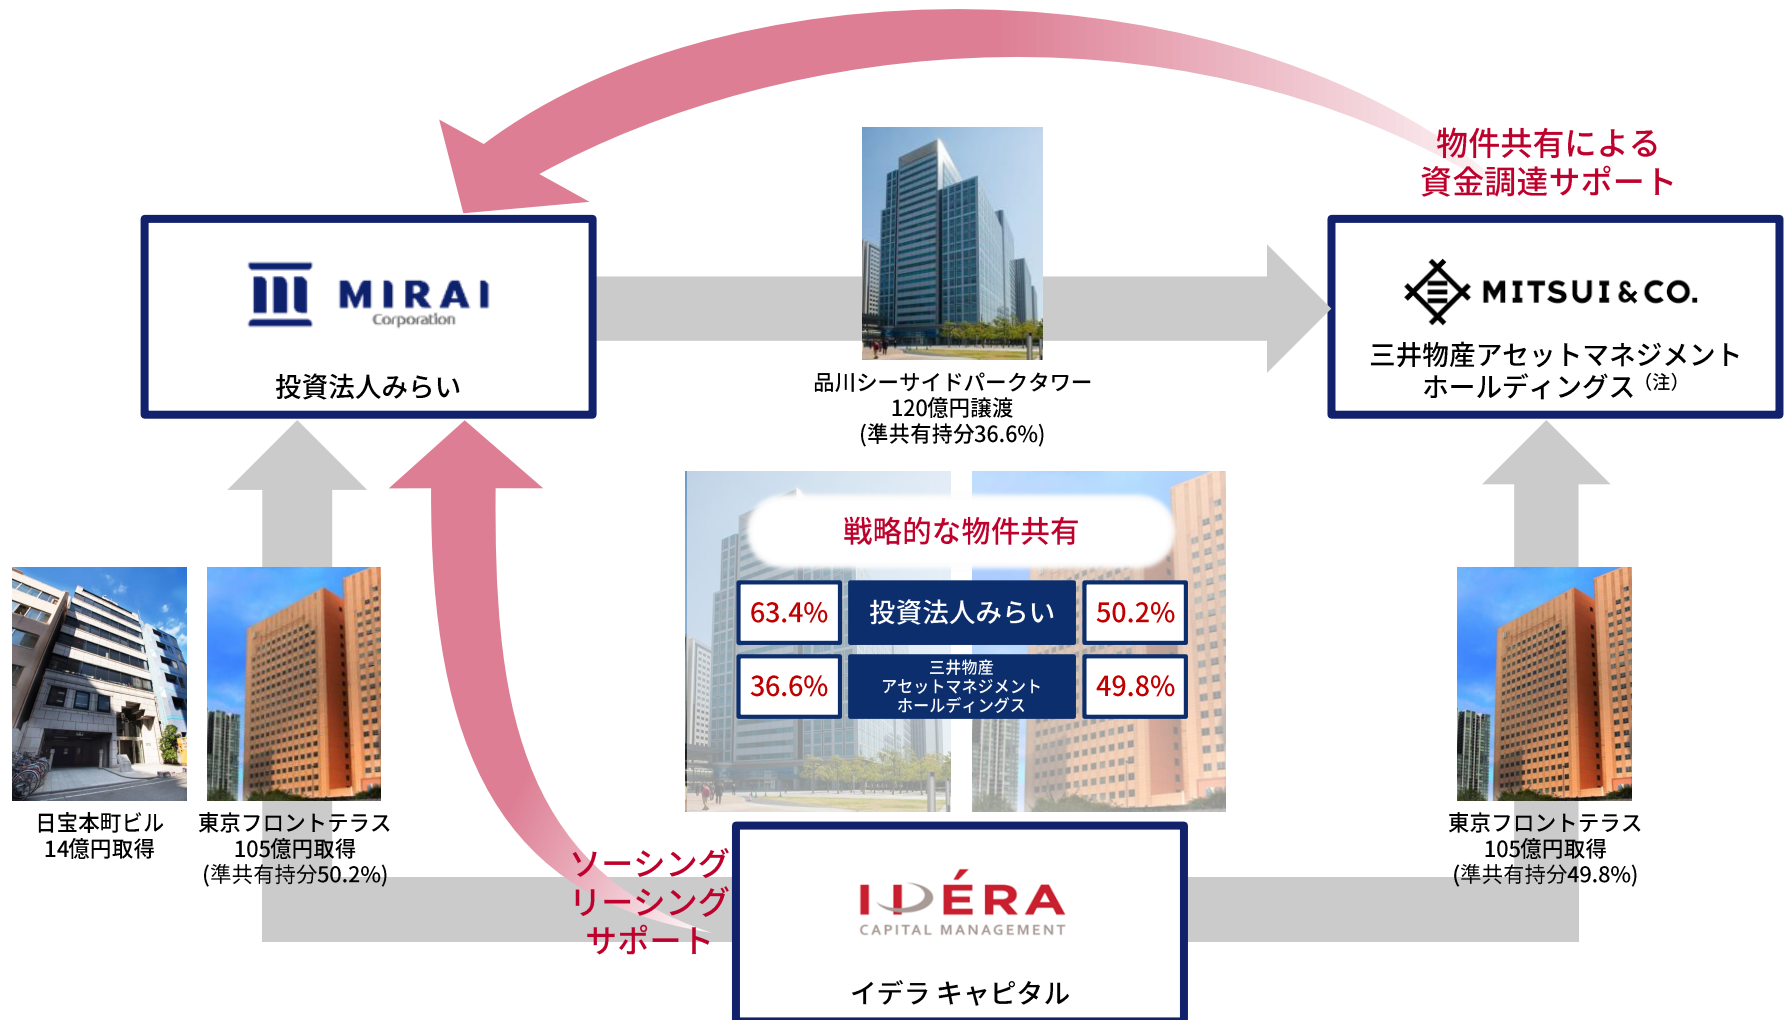 物件共有による
資金調達サポート
MIRAI
Corporation
投資法人みらい
MITSUI & CO.
三井物産アセットマネジメント
ホールディングス（注）
品川シーサイドパークタワー
120億円譲渡
(準共有持分36.6%)
戦略的な物件共有
63.4% 投資法人みらい 50.2%
36.6%
三井物産
アセットマネジメント
ホールディングス
49.8%
日宝本町ビル
14億円取得
東京フロントテラス
105億円取得
(準共有持分50.2%)
東京フロントテラス
105億円取得
(準共有持分49.8%)
ソーシング
リーシング
サポート
IDÉRA
CAPITAL MANAGEMENT
イデラ キャピタル